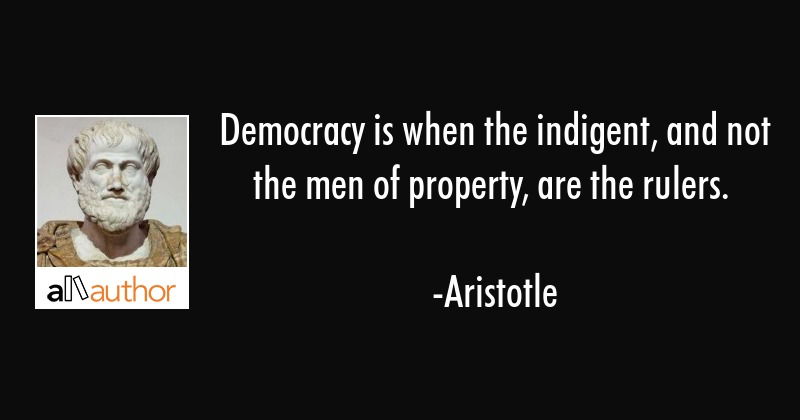 Democracy is when the indigent, and not
the men of property, are the rulers.
-Aristotle
allauthor